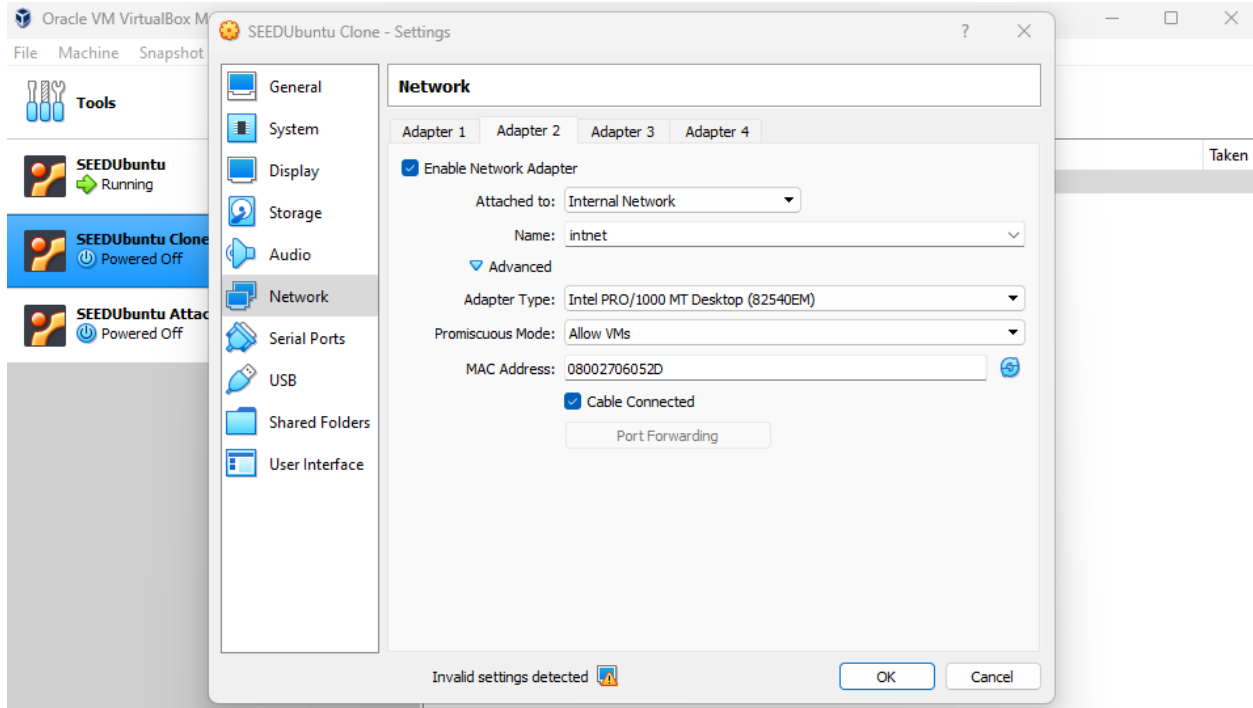 Oracle VM VirtualBox M
SEEDUbuntu Clone - Settings
?
File Machine Snapshot
Tools
Taken
SEEDUbuntu
Running
SEEDUbuntu Clone
Powered Off
SEEDUbuntu Attac
Powered Off
General
System
Display
Storage
Audio
Network
Serial Ports
USB
Shared Folders
User Interface
Network
Adapter 1 Adapter 2 Adapter 3 Adapter 4
Enable Network Adapter
Attached to: Internal Network
Name: intnet
Advanced
Adapter Type: Intel PRO/1000 MT Desktop (82540EM)
Promiscuous Mode: Allow VMs
MAC Address: 08002706052D
Cable Connected
Port Forwarding
Invalid settings detected
OK Cancel